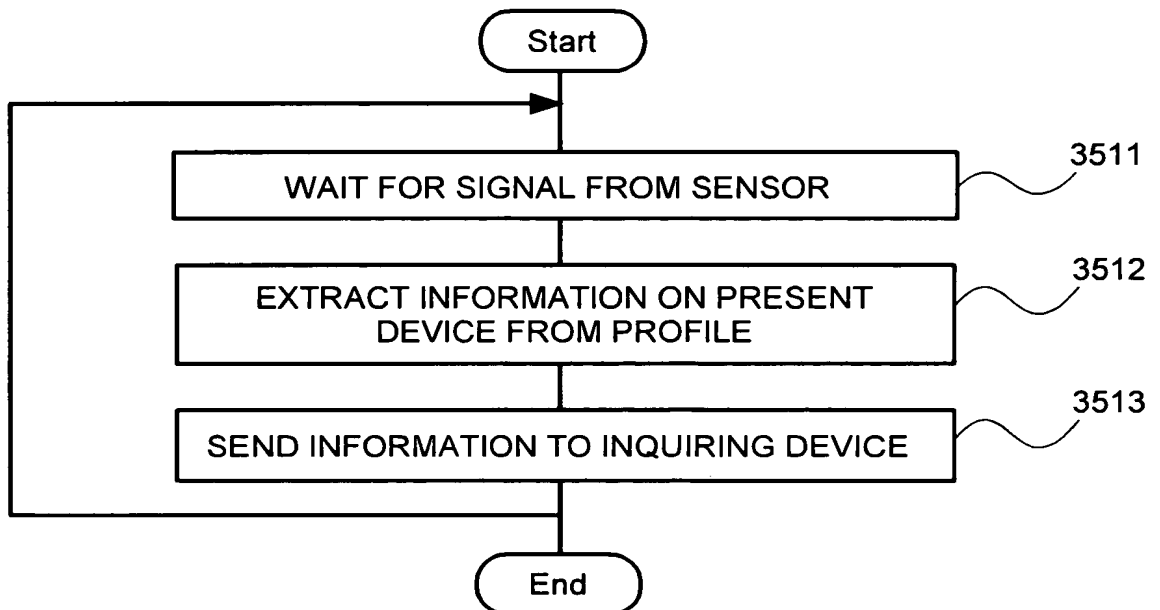 Start
WAIT FOR SIGNAL FROM SENSOR
3511
EXTRACT INFORMATION ON PRESENT
DEVICE FROM PROFILE
3512
SEND INFORMATION TO INQUIRING DEVICE
3513
End